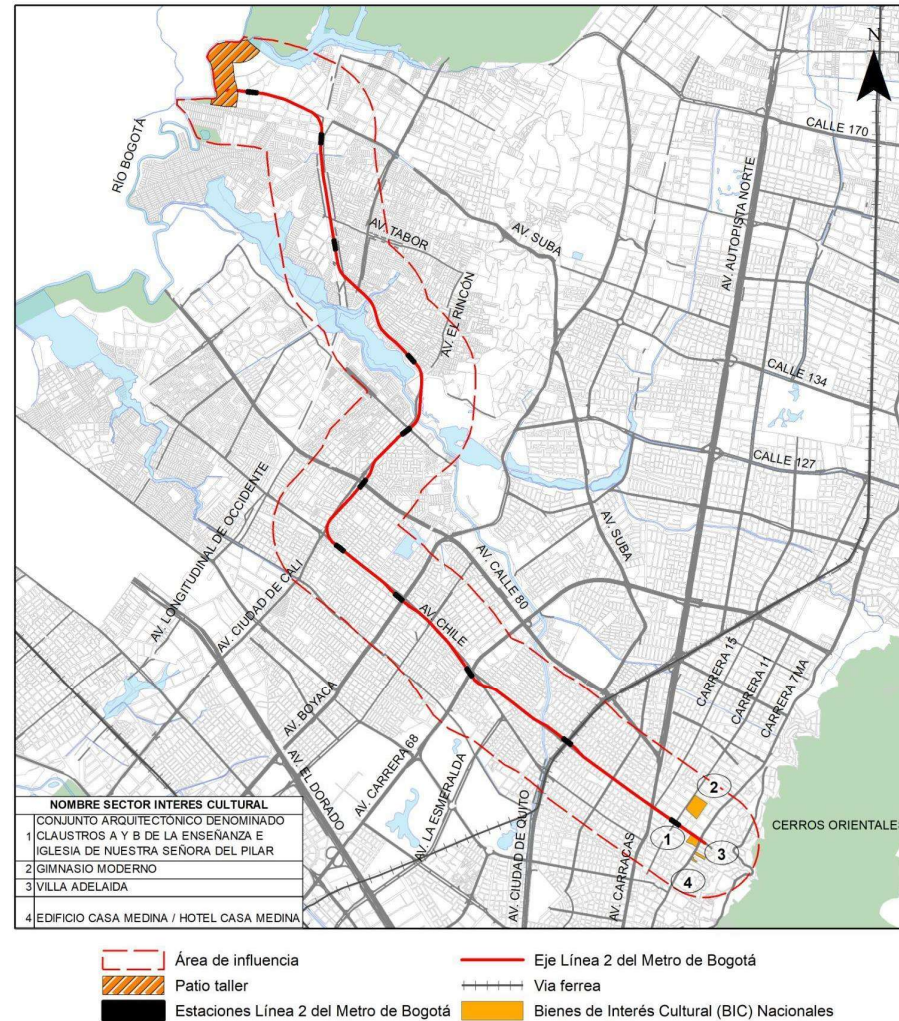 N
CALLE 170
RÍO BOGOTÁ
AV. AUTOPISTA NORTE
AV. TABOR
AV. SUBA
AV. EL RINCÓN
CALLE 134
CALLE 127
AV. LONGITUDINAL DE OCCIDENTE
AV. SUBA
AV. CIUDAD DE CALI
AV. CALLE 80
AV. CHILE
CARRERA 15
CARRERA 11
CARRERA 7MA
AV. BOYACA
AV. CARRERA 68
AV. EL DORADO
AV. LA ESMERALDA
AV. CIUDAD DE QUITO
AV. CARACAS
2
1
3
4
CERROS ORIENTALES
NOMBRE SECTOR INTERES CULTURAL
1 CONJUNTO ARQUITECTÓNICO DENOMINADO
CLAUSTROS A Y B DE LA ENSEÑANZA E
IGLESIA DE NUESTRA SEÑORA DEL PILAR
2 GIMNASIO MODERNO
3 VILLA ADELAIDA
4 EDIFICIO CASA MEDINA / HOTEL CASA MEDINA
Área de influencia
Eje Línea 2 del Metro de Bogotá
Patio taller
Via ferrea
Estaciones Línea 2 del Metro de Bogotá
Bienes de Interés Cultural (BIC) Nacionales